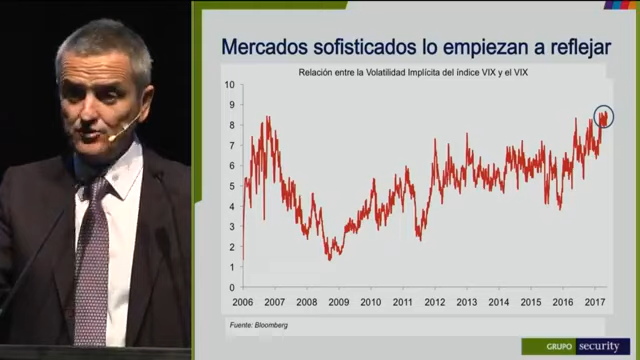 Mercados sofisticados lo empiezan a reflejar
Relación entre la Volatilidad Implícita del índice VIX y el VIX
10
9
8
7
6
5
4
3
2
1
0
2006 2007 2008 2009 2010 2011 2012 2013 2014 2015 2016 2017
Fuente: Bloomberg
GRUPO security